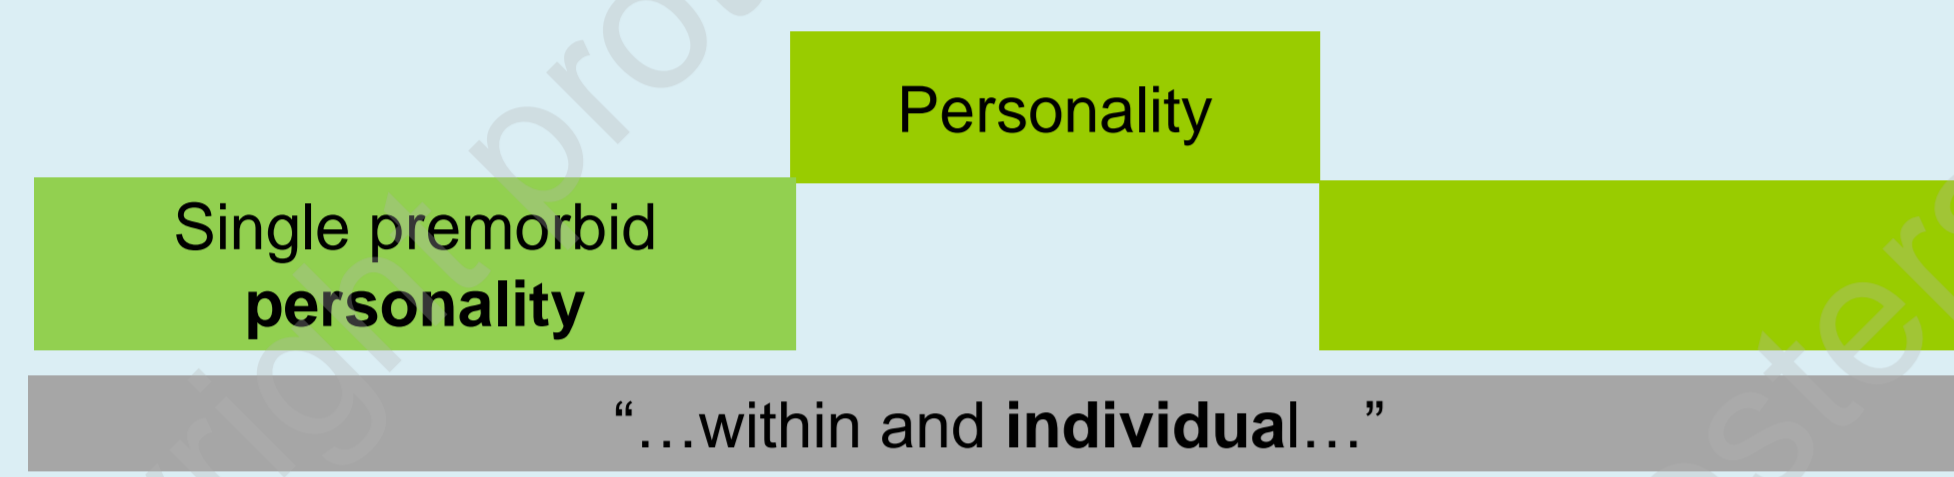 Personality
Single premorbid
personality
“…within and individual…”